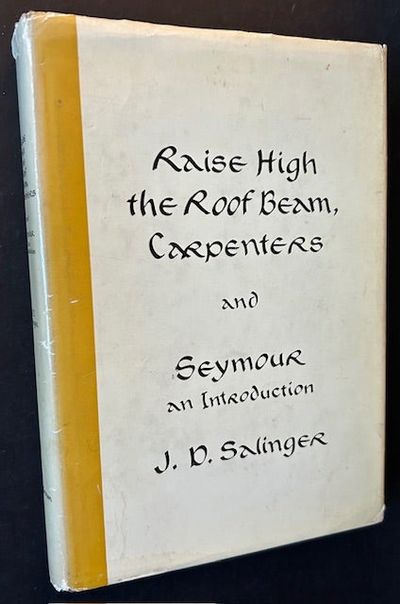 Raise High
the Roof Beam,
Carpenters
and
Seymour
an Introduction
J. D. Salinger